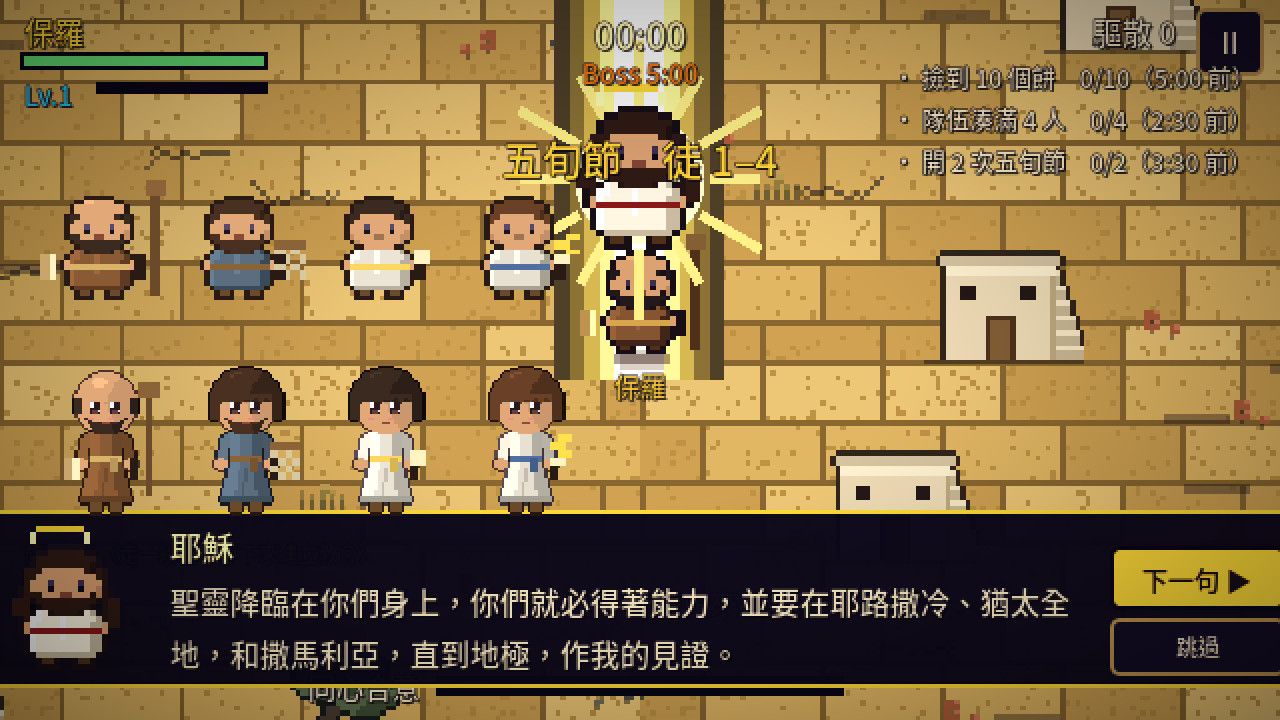 保羅
Lv.1
00:00
Boss 5:00
驅散 0
· 撿到 10 個餅 0/10（5:00 前）
· 隊伍湊滿 4 人 0/4（2:30 前）
· 開 2 次五旬節 0/2（3:30 前）
五旬節 徒 1–4
保羅
耶穌
聖靈降臨在你們身上，你們就必得著能力，並要在耶路撒冷、猶太全
地，和撒馬利亞，直到地極，作我的見證。
下一句 ▶
跳過